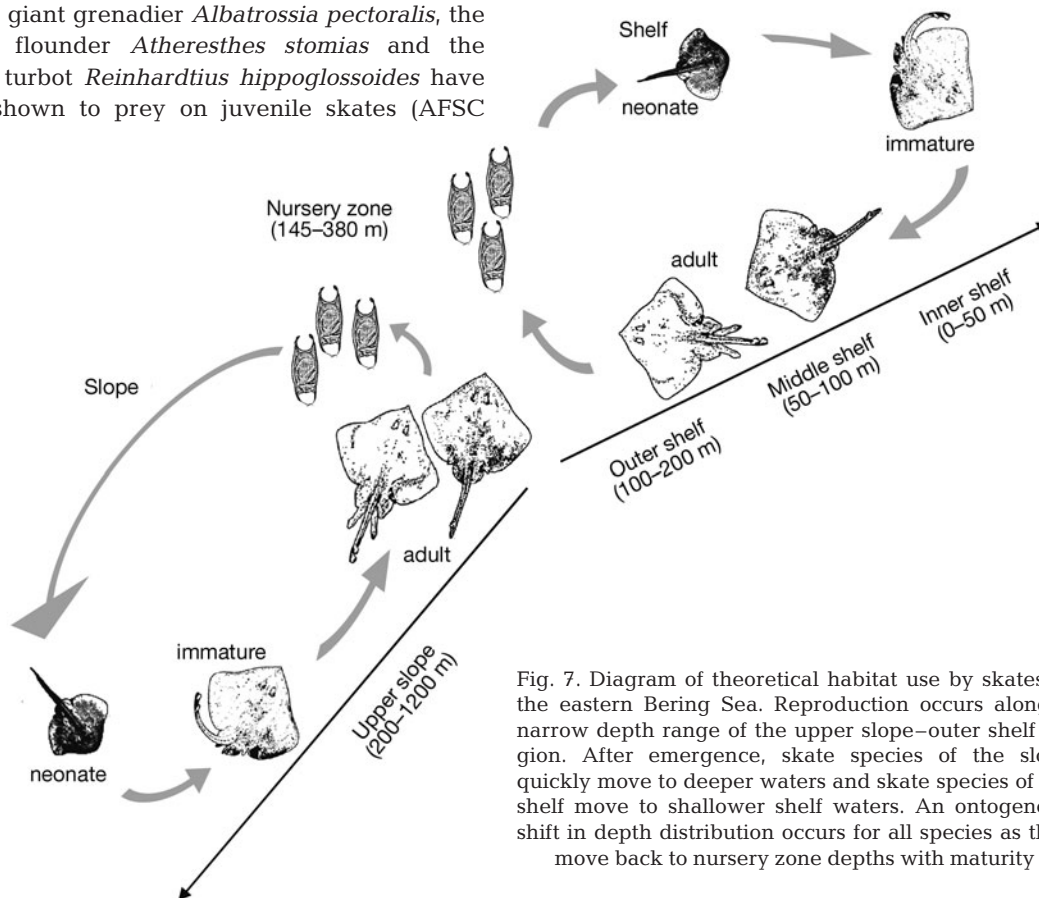 giant grenadier Albatrossia pectoralis, the
flounder Atheresthes stomias and the
turbot Reinhardtius hippoglossoides have
shown to prey on juvenile skates (AFSC
Shelf
neonate
immature
Nursery zone
(145–380 m)
adult
Inner shelf
(0–50 m)
Middle shelf
(50–100 m)
Outer shelf
(100–200 m)
Slope
adult
immature
neonate
Upper slope
(200–1200 m)
Fig. 7. Diagram of theoretical habitat use by skates
the eastern Bering Sea. Reproduction occurs along
narrow depth range of the upper slope–outer shelf
gion. After emergence, skate species of the slo
quickly move to deeper waters and skate species of
shelf move to shallower shelf waters. An ontogene
shift in depth distribution occurs for all species as th
move back to nursery zone depths with maturity